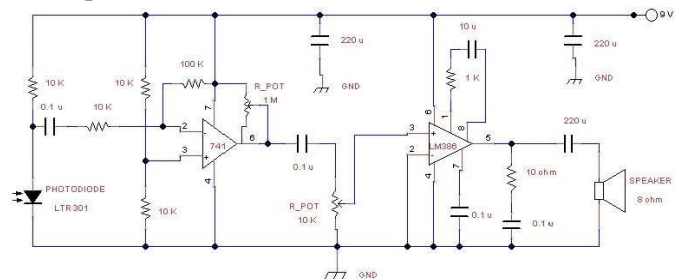 9 V
220 u
GND
10 u
1 K
220 u
GND
10 K
10 K
100 K
R_POT
1 M
0.1 u
10 K
7
2
3
6
741
4
-
+
0.1 u
R_POT
10 K
PHOTODIODE
LTR301
10 K
6
1
8
3
2
5
LM386
+
-
4
7
0.1 u
220 u
10 ohm
0.1 u
SPEAKER
8 ohm
GND